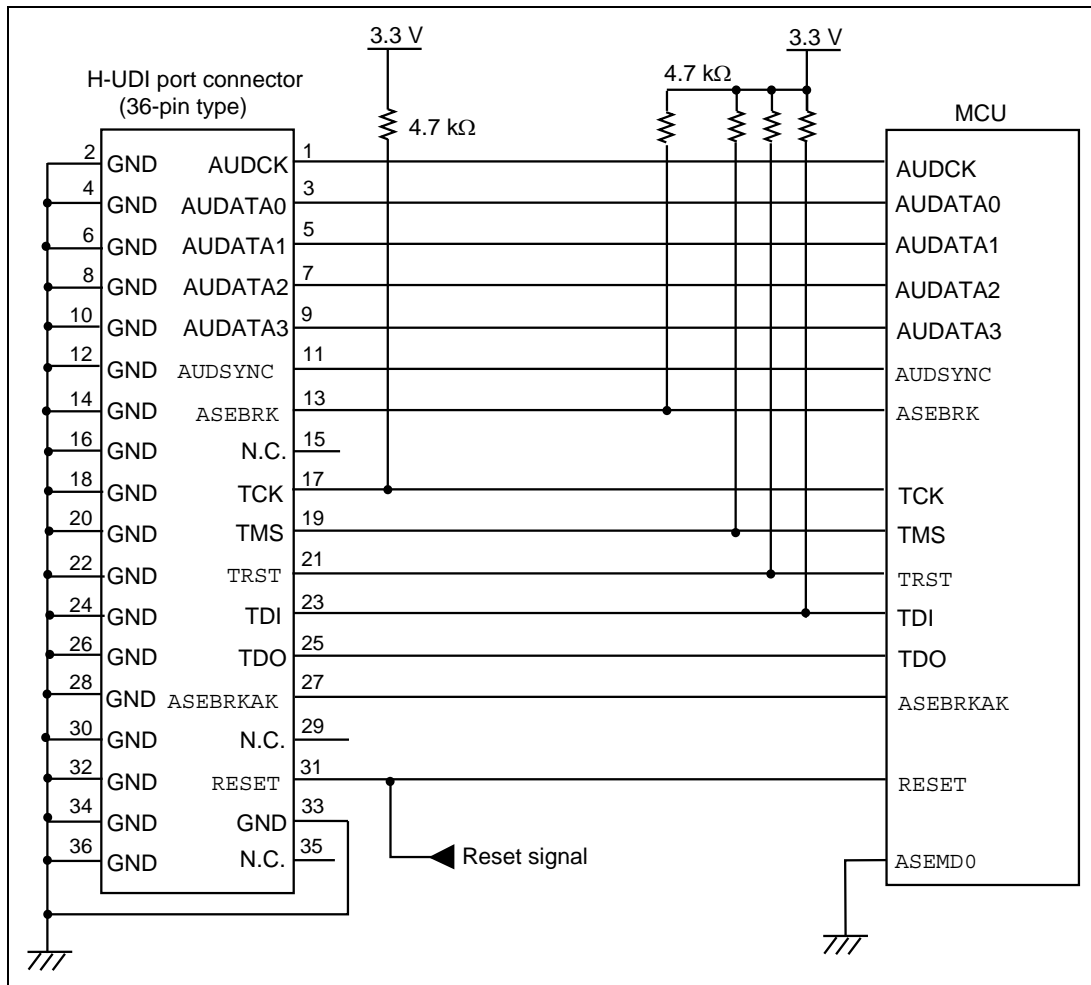 3.3 V
3.3 V
H-UDI port connector
(36-pin type)
4.7 kΩ
4.7 kΩ
MCU
2 GND AUDCK 1 AUDCK
4 GND AUDATA0 3 AUDATA0
6 GND AUDATA1 5 AUDATA1
8 GND AUDATA2 7 AUDATA2
10 GND AUDATA3 9 AUDATA3
12 GND AUDSYNC 11 AUDSYNC
14 GND ASEBRK 13 ASEBRK
16 GND N.C. 15
18 GND TCK 17 TCK
20 GND TMS 19 TMS
22 GND TRST 21 TRST
24 GND TDI 23 TDI
26 GND TDO 25 TDO
28 GND ASEBRKAK 27 ASEBRKAK
30 GND N.C. 29
32 GND RESET 31 RESET
34 GND GND 33
36 GND N.C. 35
Reset signal
ASEMD0